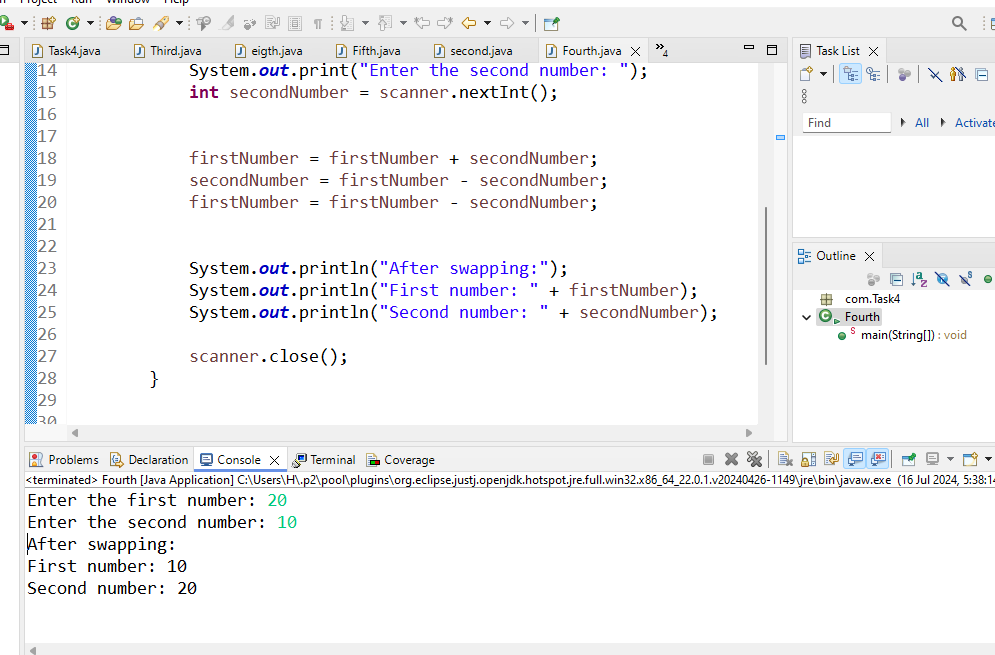 Project Run Window Help
Task4.java Third.java eigth.java Fifth.java second.java Fourth.java »4
14 System.out.print("Enter the second number: ");
15 int secondNumber = scanner.nextInt();
16
17
18 firstNumber = firstNumber + secondNumber;
19 secondNumber = firstNumber - secondNumber;
20 firstNumber = firstNumber - secondNumber;
21
22
23 System.out.println("After swapping:");
24 System.out.println("First number: " + firstNumber);
25 System.out.println("Second number: " + secondNumber);
26
27 scanner.close();
28 }
29
30
Task List
Find All Activate
Outline
com.Task4
Fourth
main(String[]) : void
Problems Declaration Console Terminal Coverage
<terminated> Fourth [Java Application] C:\Users\H\.p2\pool\plugins\org.eclipse.justj.openjdk.hotspot.jre.full.win32.x86_64_22.0.1.v20240426-1149\jre\bin\javaw.exe (16 Jul 2024, 5:38:14
Enter the first number: 20
Enter the second number: 10
After swapping:
First number: 10
Second number: 20